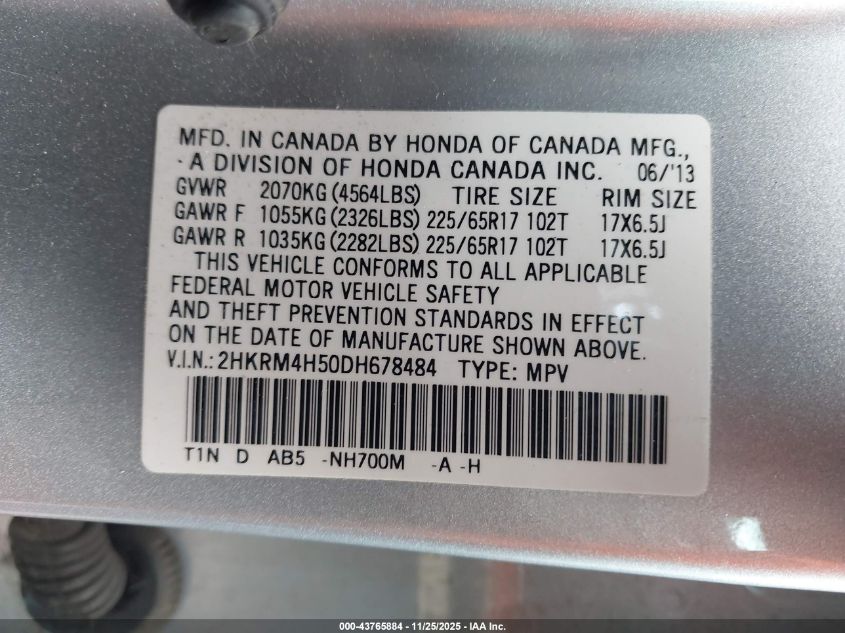 MFD. IN CANADA BY HONDA OF CANADA MFG.,
- A DIVISION OF HONDA CANADA INC. 06/'13
GVWR 2070KG (4564LBS) TIRE SIZE RIM SIZE
GAWR F 1055KG (2326LBS) 225/65R17 102T 17X6.5J
GAWR R 1035KG (2282LBS) 225/65R17 102T 17X6.5J
THIS VEHICLE CONFORMS TO ALL APPLICABLE
FEDERAL MOTOR VEHICLE SAFETY
AND THEFT PREVENTION STANDARDS IN EFFECT
ON THE DATE OF MANUFACTURE SHOWN ABOVE.
V.I.N.: 2HKRM4H50DH678484 TYPE: MPV
T1N D AB5 -NH700M -A -H
000-43765884 - 11/25/2025 - IAA Inc.